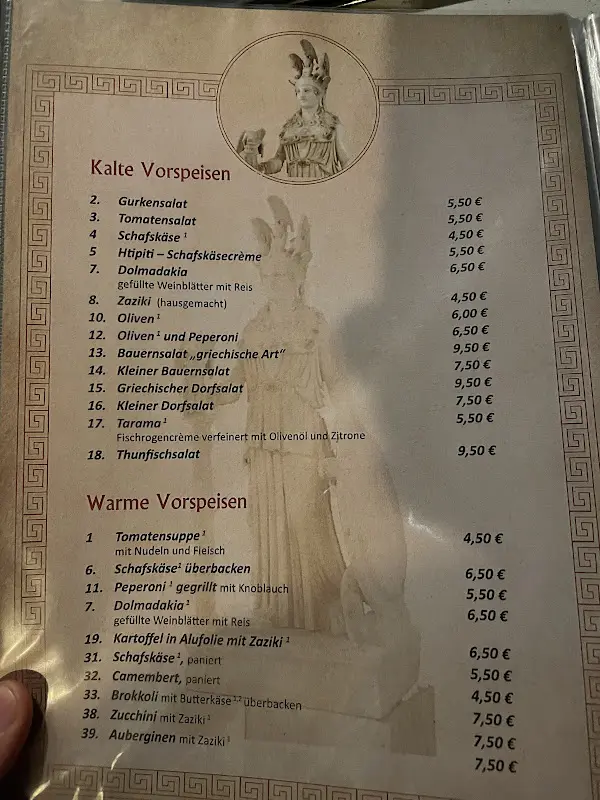 Kalte Vorspeisen
2. Gurkensalat 5,50 €
3. Tomatensalat 5,50 €
4 Schafskäse ¹ 4,50 €
5 Htipiti – Schafskäsecrème 5,50 €
7. Dolmadakia 6,50 €
gefüllte Weinblätter mit Reis
8. Zaziki (hausgemacht) 4,50 €
10. Oliven ¹ 6,00 €
12. Oliven ¹ und Peperoni 6,50 €
13. Bauernsalat „griechische Art“ 9,50 €
14. Kleiner Bauernsalat 7,50 €
15. Griechischer Dorfsalat 9,50 €
16. Kleiner Dorfsalat 7,50 €
17. Tarama ¹ 5,50 €
Fischrogencrème verfeinert mit Olivenöl und Zitrone
18. Thunfischsalat 9,50 €
Warme Vorspeisen
1 Tomatensuppe ¹ 4,50 €
mit Nudeln und Fleisch
6. Schafskäse¹ überbacken 6,50 €
11. Peperoni ¹ gegrillt mit Knoblauch 5,50 €
7. Dolmadakia ¹ 6,50 €
gefüllte Weinblätter mit Reis
19. Kartoffel in Alufolie mit Zaziki ¹ 6,50 €
31. Schafskäse ¹, paniert 5,50 €
32. Camembert, paniert 4,50 €
33. Brokkoli mit Butterkäse ¹,² überbacken 7,50 €
38. Zucchini mit Zaziki ¹ 7,50 €
39. Auberginen mit Zaziki ¹ 7,50 €